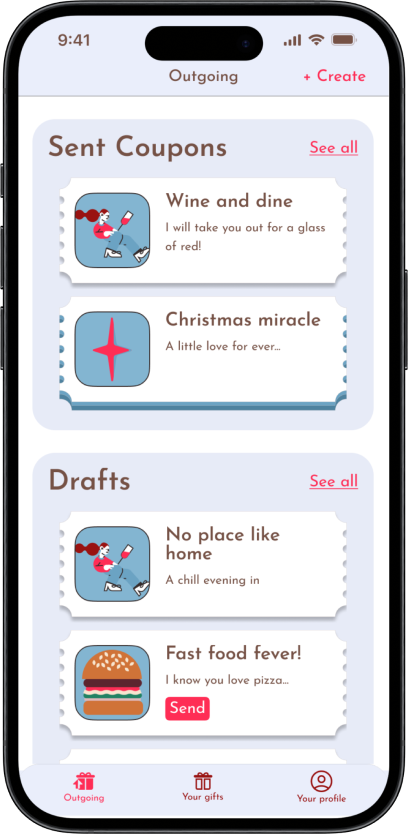 9:41
Outgoing
+ Create
Sent Coupons
See all
Wine and dine
I will take you out for a glass
of red!
Christmas miracle
A little love for ever...
Drafts
See all
No place like
home
A chill evening in
Fast food fever!
I know you love pizza...
Send
Outgoing
Your gifts
Your profile